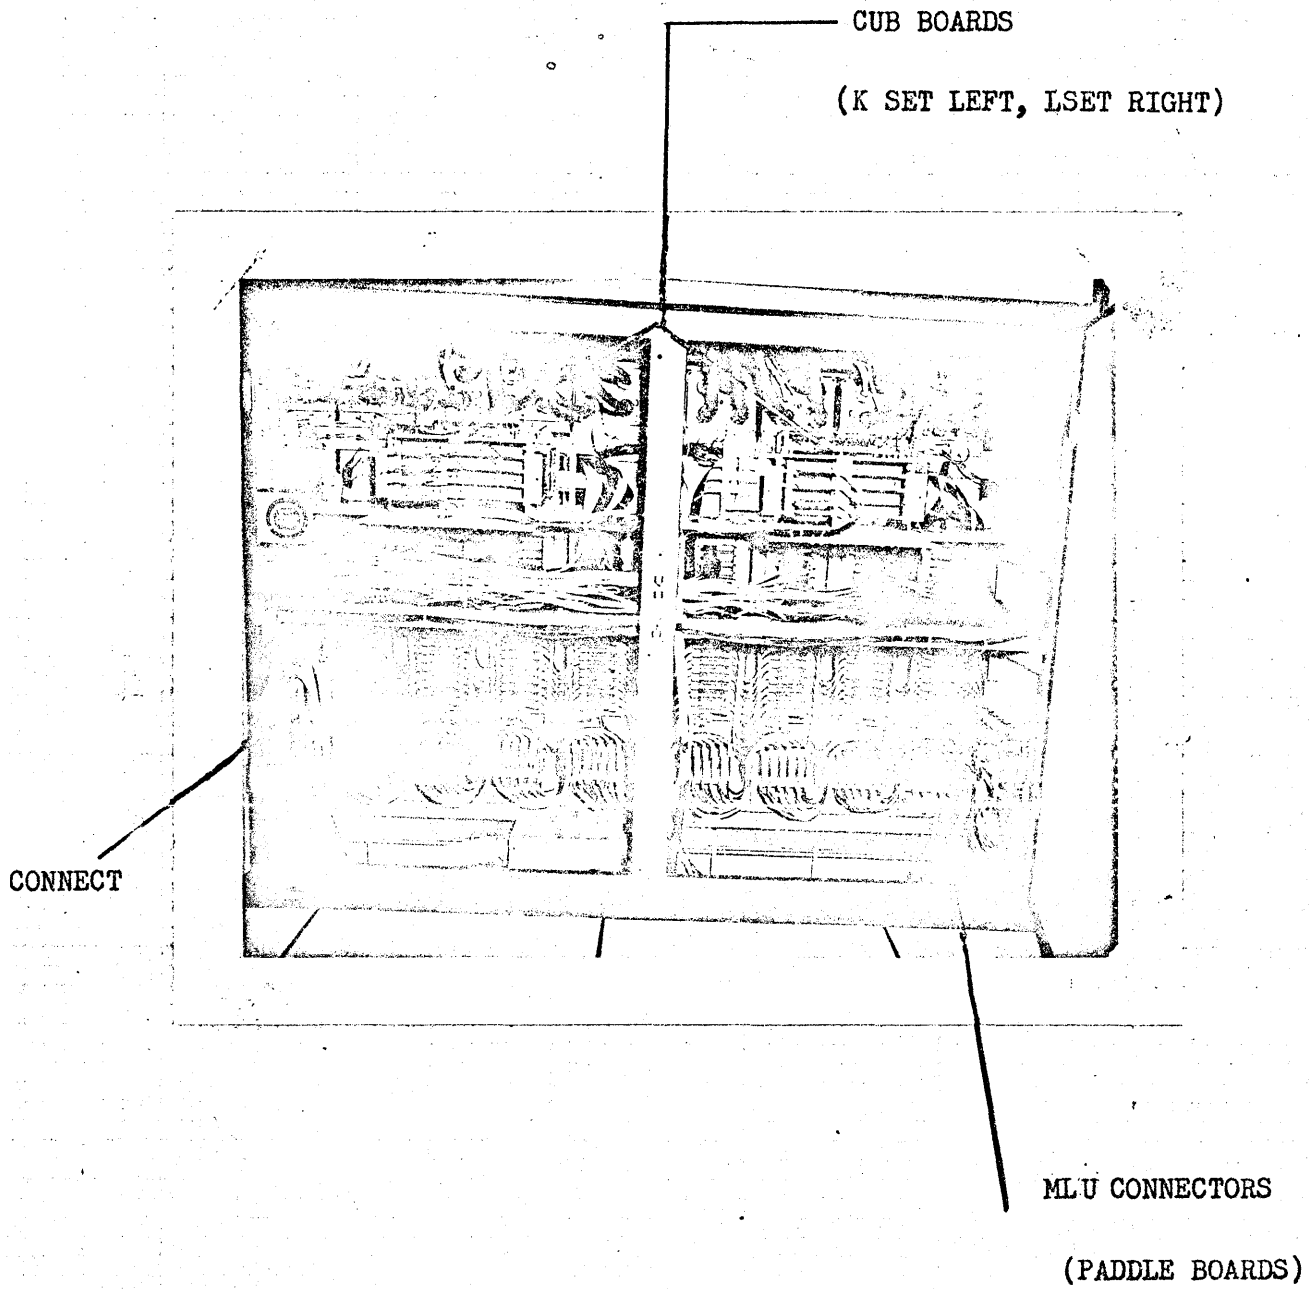 CUB BOARDS
(K SET LEFT, LSET RIGHT)
CONNECT
MLU CONNECTORS
(PADDLE BOARDS)